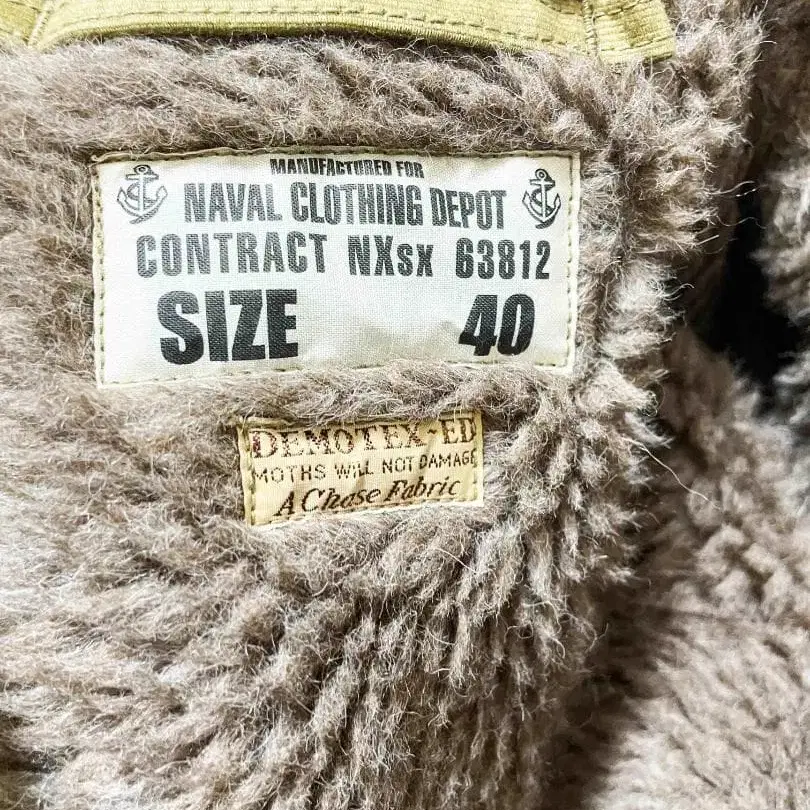 MANUFACTURED FOR
NAVAL CLOTHING DEPOT
CONTRACT NXsx 63812
SIZE 40
DEMOTEX-ED
MOTHS WILL NOT DAMAGE
A Chase Fabric